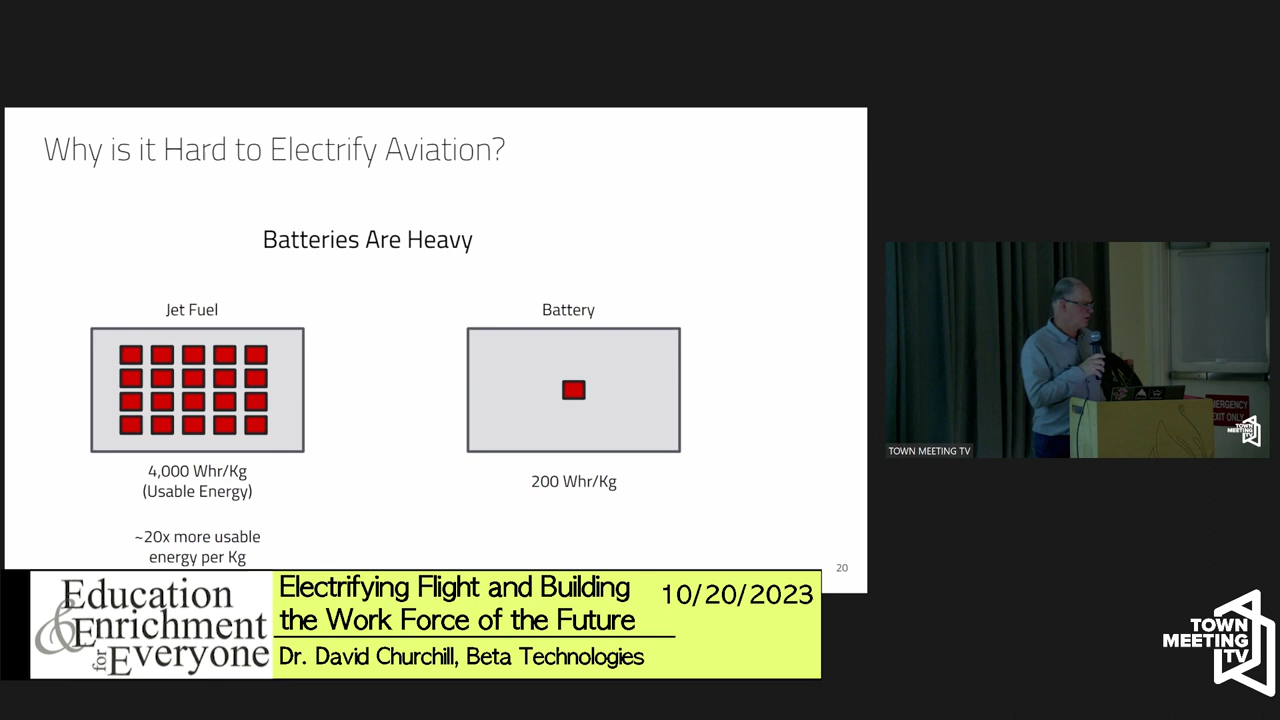 Why is it Hard to Electrify Aviation?
Batteries Are Heavy
Jet Fuel
Battery
4,000 Whr/Kg
(Usable Energy)
200 Whr/Kg
~20x more usable
energy per Kg
20
TOWN MEETING TV
EMERGENCY
EXIT ONLY
TOWN
MEETING
TV
Education
& Enrichment
for Everyone
Electrifying Flight and Building
the Work Force of the Future
10/20/2023
Dr. David Churchill, Beta Technologies
TOWN
MEETING
TV